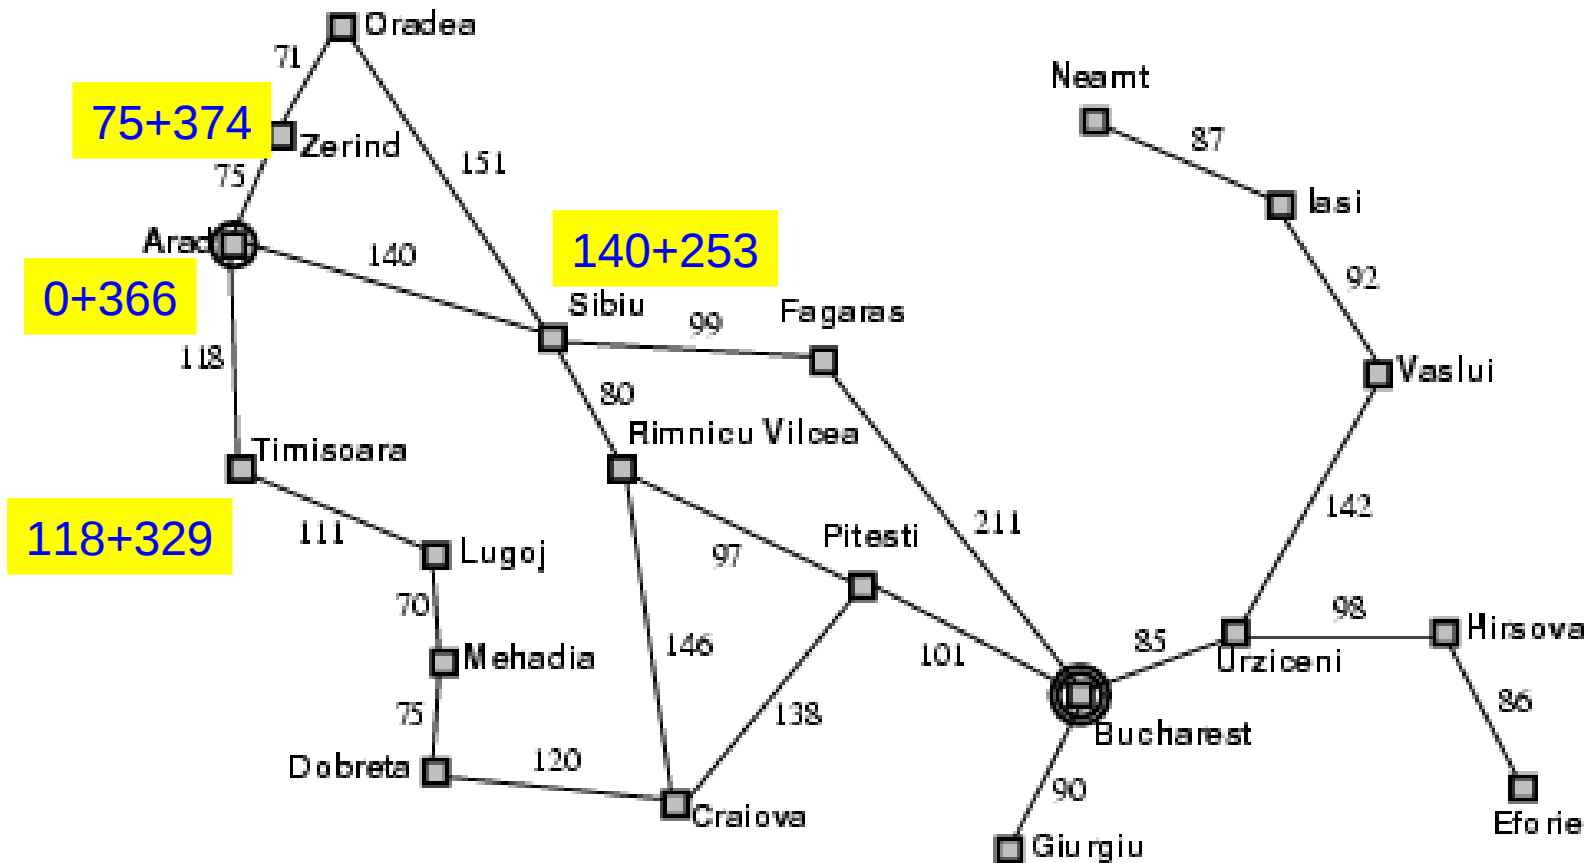 Oradea
71
Neamt
75+374
Zerind
87
151
75
Iasi
Arad
140
140+253
0+366
Sibiu
Fagaras
92
99
118
Vaslui
80
Rimnicu Vilcea
Timisoara
142
111
118+329
Lugoj
97
Pitesti
211
70
98
Hirsova
146
Mehadia
101
85
Urziceni
75
138
86
Bucharest
Dobreta
120
90
Craiova
Eforie
Giurgiu